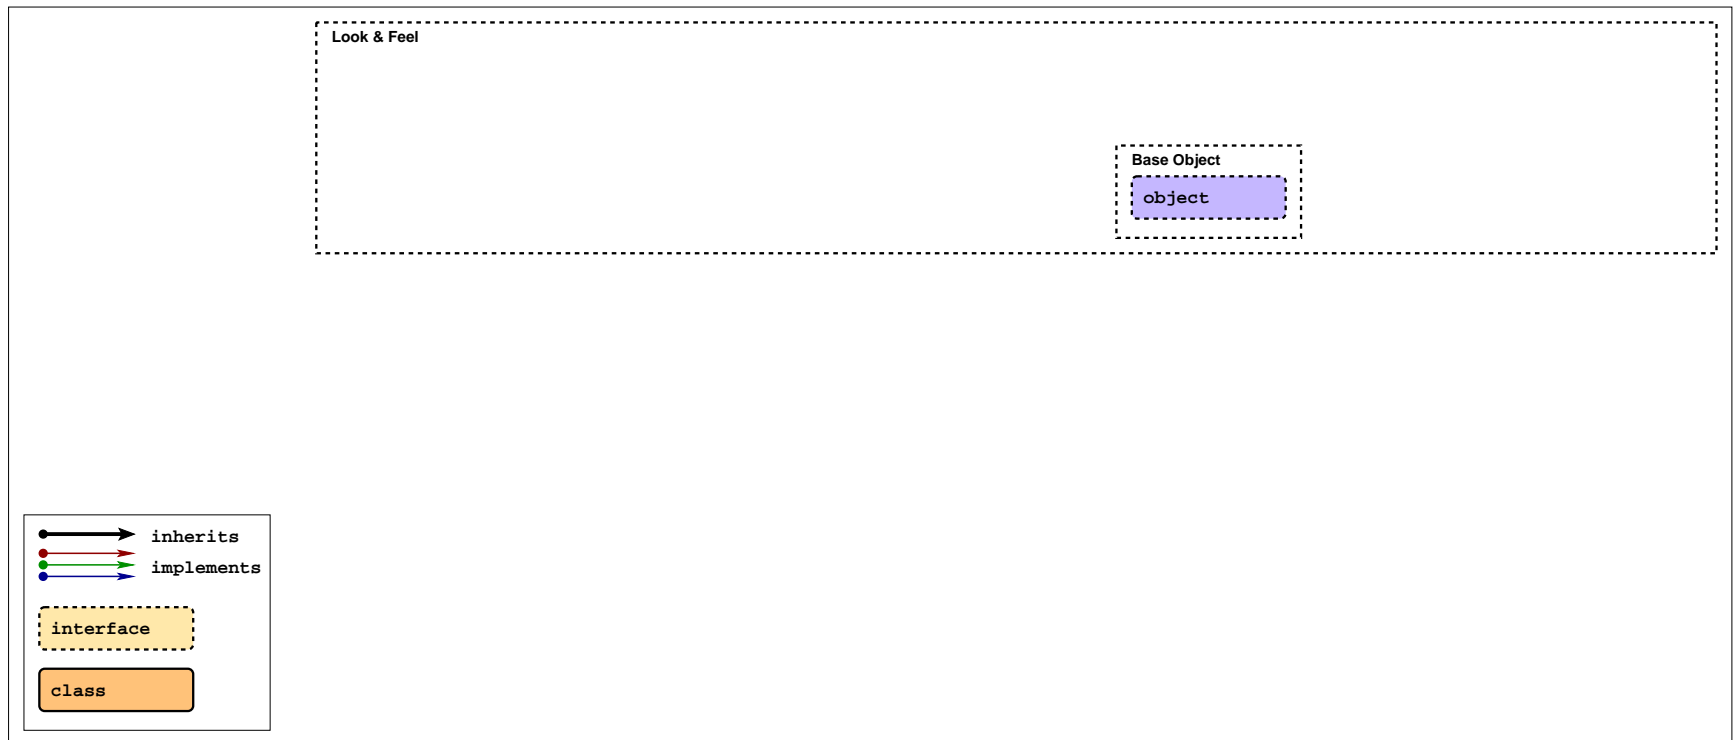 Look & Feel
Base Object
object
inherits
implements
interface
class